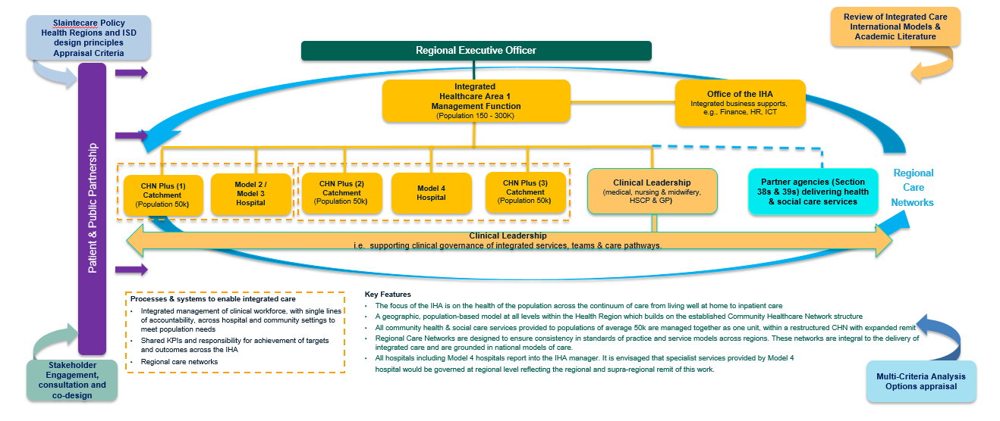 Slaintecare Policy
Health Regions and ISD
design principles
Appraisal Criteria
Review of Integrated Care
International Models &
Academic Literature
Regional Executive Officer
Integrated
Healthcare Area 1
Management Function
(Population 150 - 300K)
Office of the IHA
Integrated business supports,
e.g., Finance, HR, ICT
Patient & Public Partnership
CHN Plus (1)
Catchment
(Population 50k)
Model 2 /
Model 3
Hospital
CHN Plus (2)
Catchment
(Population 50k)
Model 4
Hospital
CHN Plus (3)
Catchment
(Population 50k)
Clinical Leadership
(medical, nursing & midwifery,
HSCP & GP)
Partner agencies (Section
38s & 39s) delivering health
& social care services
Regional
Care
Networks
Clinical Leadership
i.e. supporting clinical governance of integrated services, teams & care pathways.
Processes & systems to enable integrated care
• Integrated management of clinical workforce, with single lines
of accountability, across hospital and community settings to
meet population needs
• Shared KPIs and responsibility for achievement of targets
and outcomes across the IHA
• Regional care networks
Key Features
• The focus of the IHA is on the health of the population across the continuum of care from living well at home to inpatient care
• A geographic, population-based model at all levels within the Health Region which builds on the established Community Healthcare Network structure
• All community health & social care services provided to populations of average 50k are managed together as one unit, within a restructured CHN with expanded remit
• Regional Care Networks are designed to ensure consistency in standards of practice and service models across regions. These networks are integral to the delivery of
integrated care and are grounded in national models of care.
• All hospitals including Model 4 hospitals report into the IHA manager. It is envisaged that specialist services provided by Model 4
hospital would be governed at regional level reflecting the regional and supra-regional remit of this work.
Stakeholder
Engagement,
consultation and
co-design
Multi-Criteria Analysis
Options appraisal